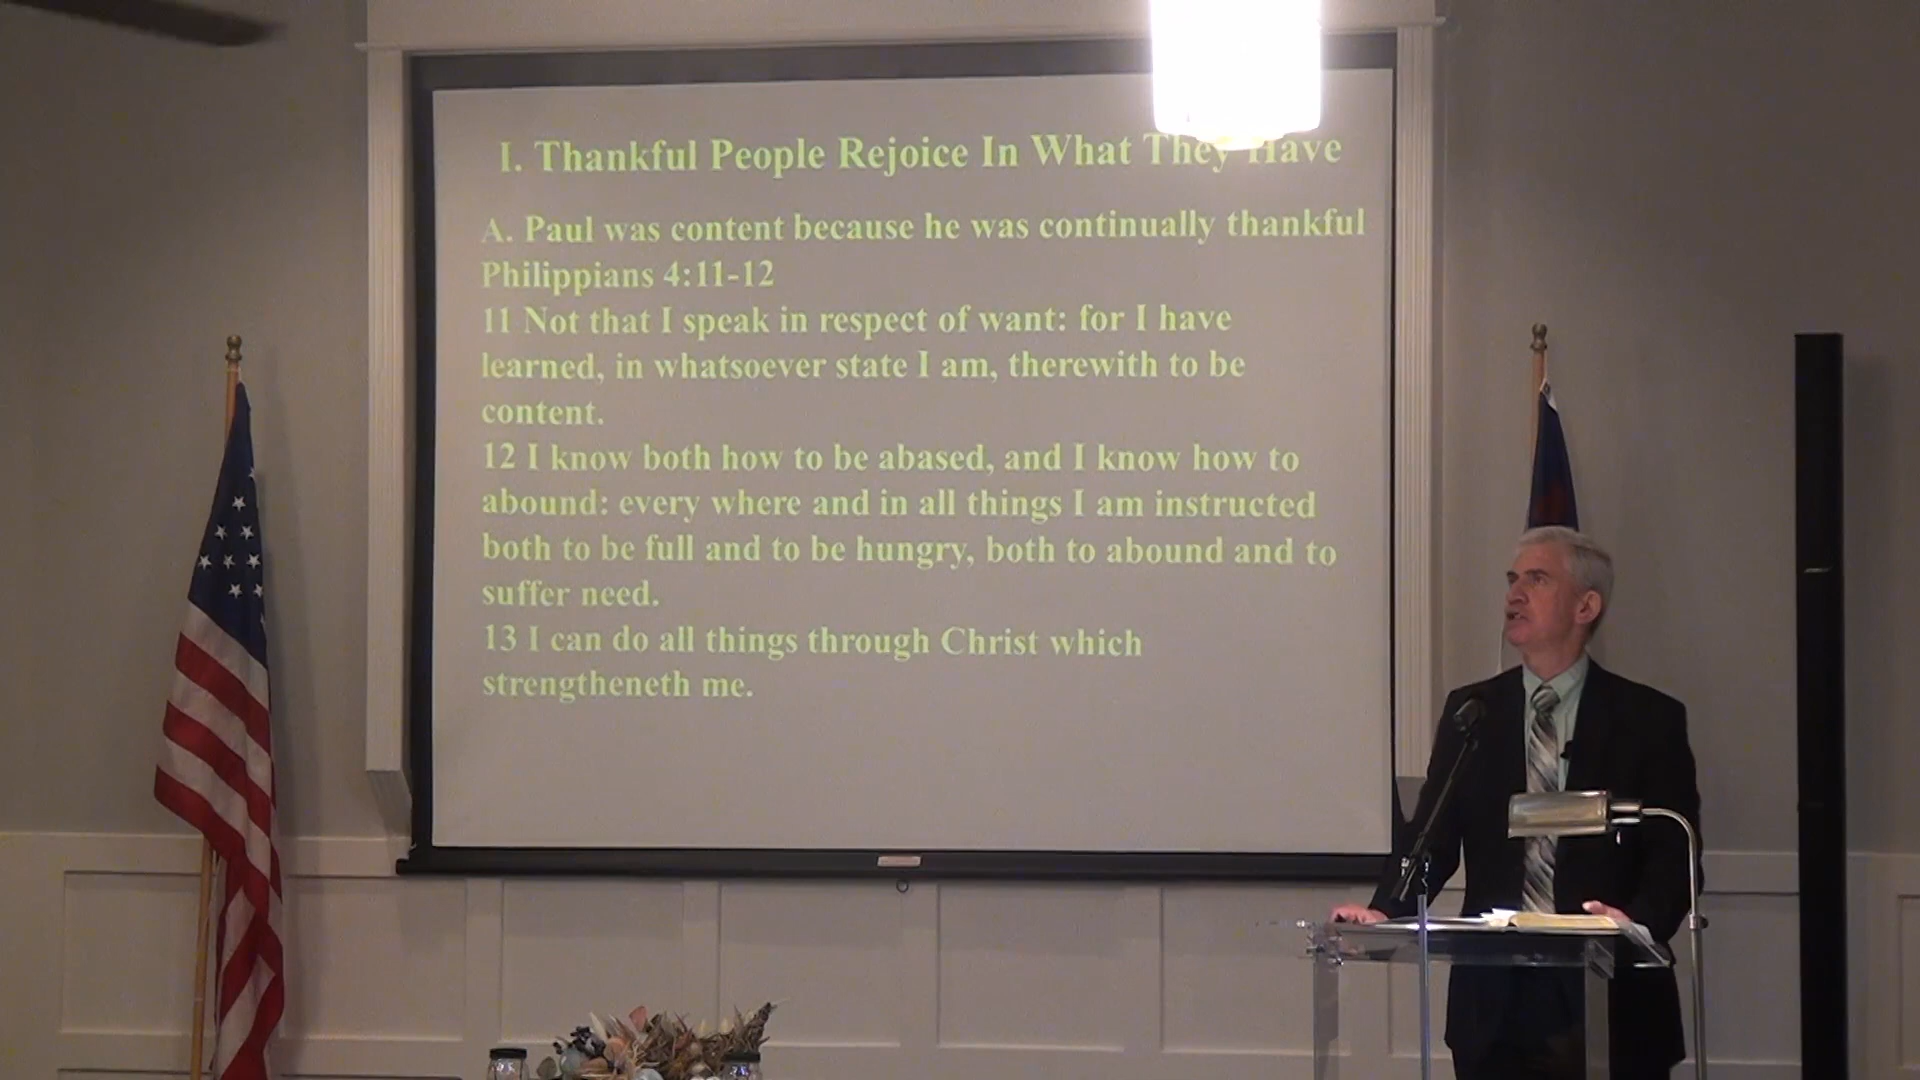 I. Thankful People Rejoice In What They Have
A. Paul was content because he was continually thankful
Philippians 4:11-12
11 Not that I speak in respect of want: for I have
learned, in whatsoever state I am, therewith to be
content.
12 I know both how to be abased, and I know how to
abound: every where and in all things I am instructed
both to be full and to be hungry, both to abound and to
suffer need.
13 I can do all things through Christ which
strengtheneth me.